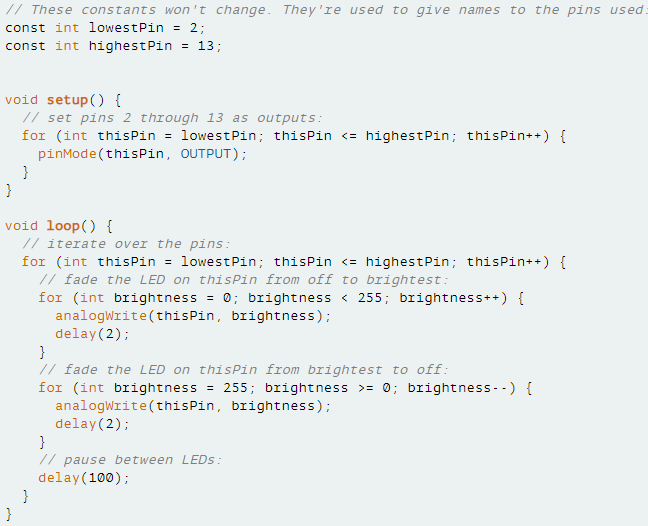 // These constants won't change. They're used to give names to the pins used:
const int lowestPin = 2;
const int highestPin = 13;
void setup() {
// set pins 2 through 13 as outputs:
for (int thisPin = lowestPin; thisPin <= highestPin; thisPin++) {
pinMode(thisPin, OUTPUT);
}
}
void loop() {
// iterate over the pins:
for (int thisPin = lowestPin; thisPin <= highestPin; thisPin++) {
// fade the LED on thisPin from off to brightest:
for (int brightness = 0; brightness < 255; brightness++) {
analogWrite(thisPin, brightness);
delay(2);
}
// fade the LED on thisPin from brightest to off:
for (int brightness = 255; brightness >= 0; brightness--) {
analogWrite(thisPin, brightness);
delay(2);
}
// pause between LEDs:
delay(100);
}
}